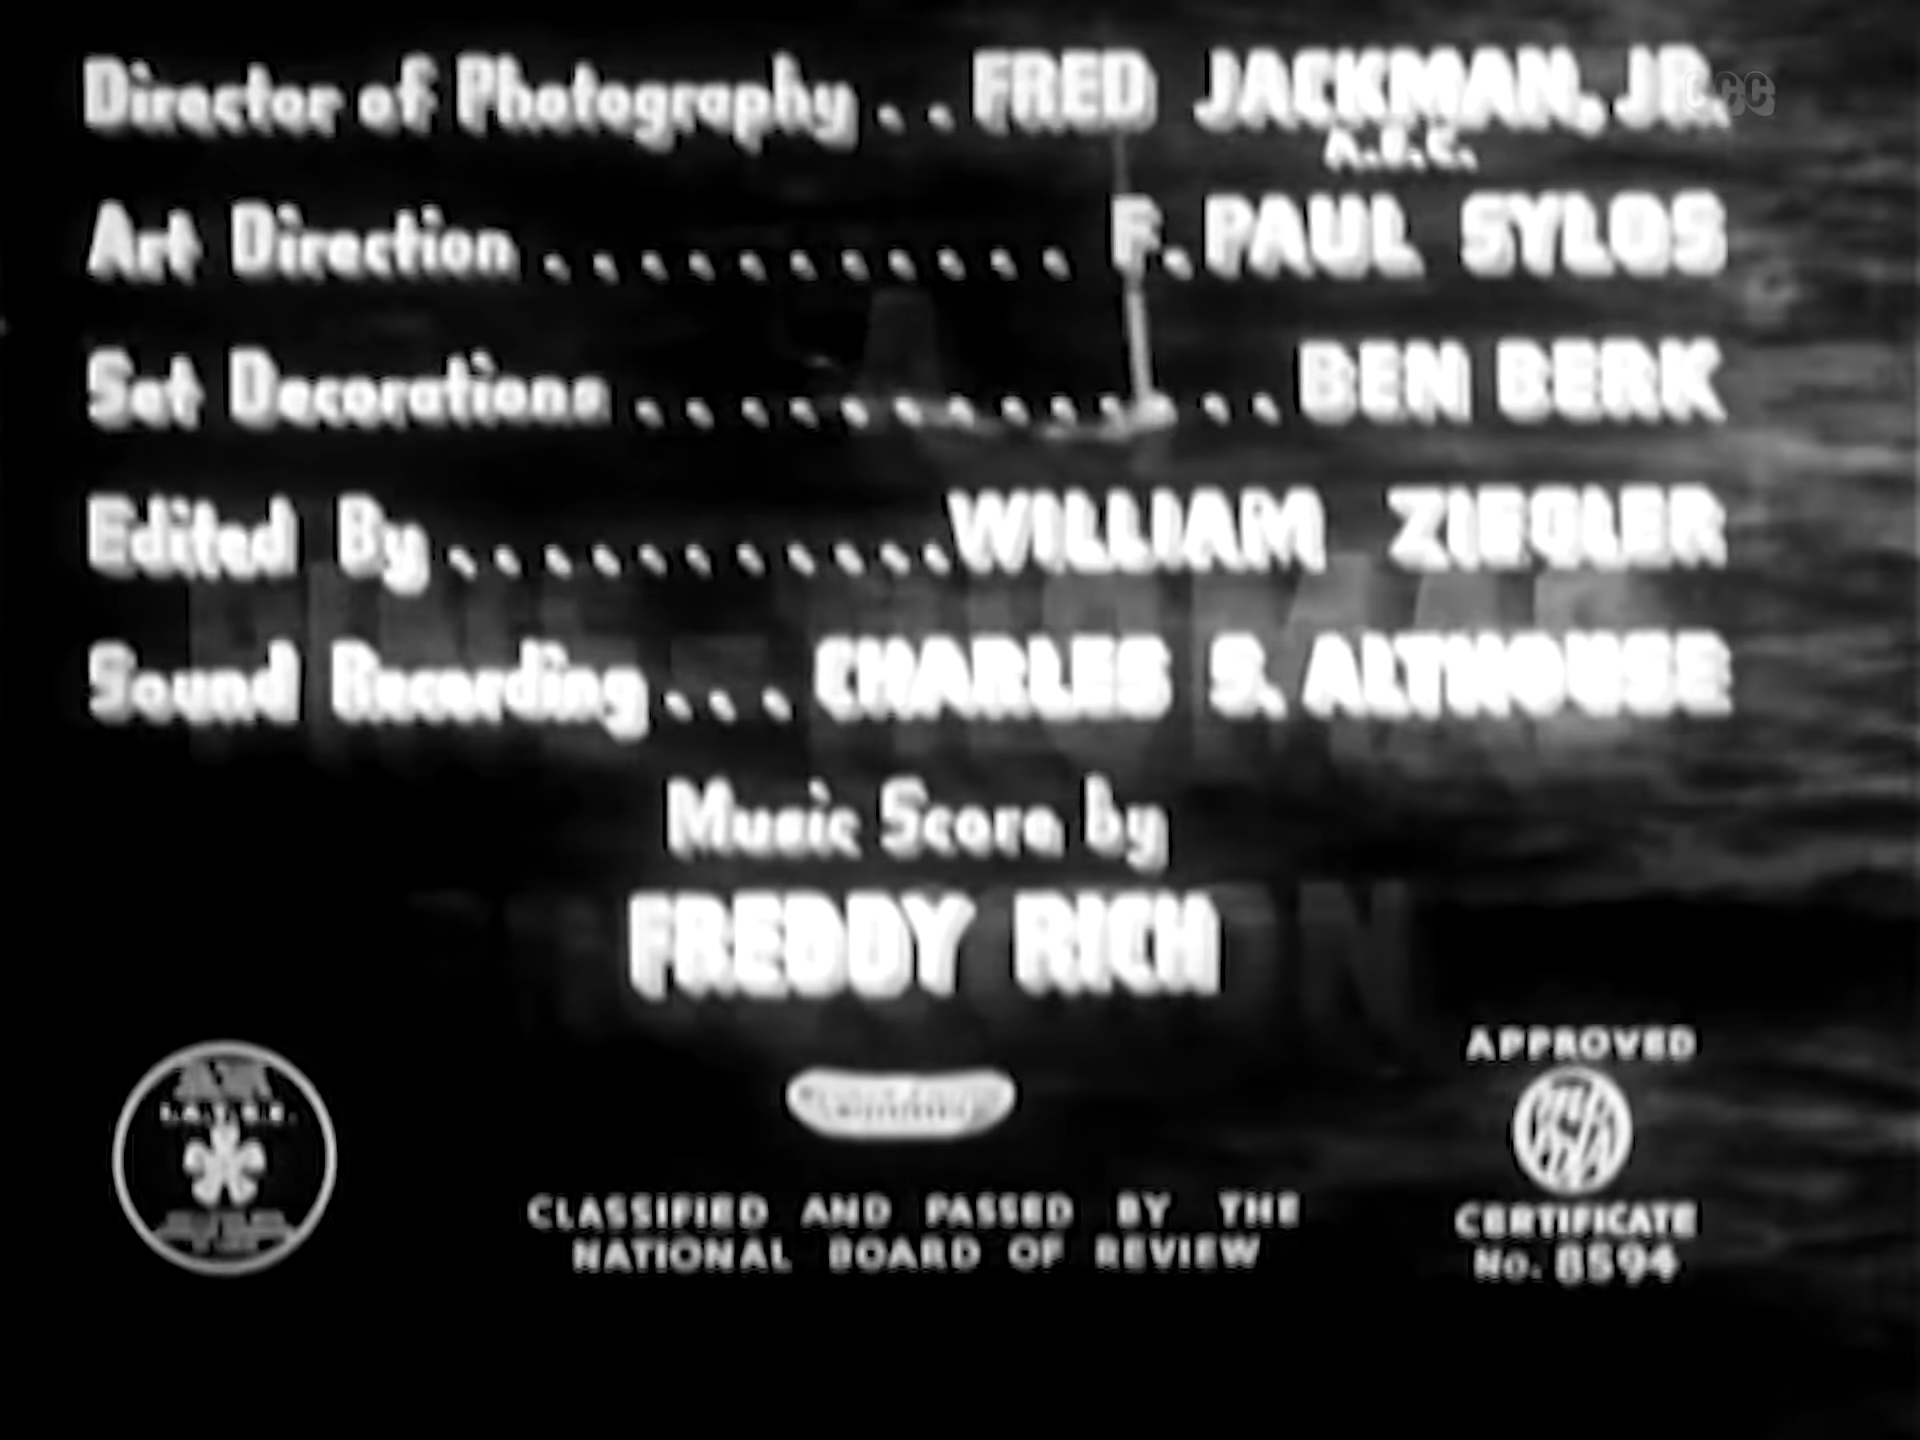 Director of Photography . . FRED JACKMAN, JR.
A.S.C.
Art Direction . . . . . . . . . . . F. PAUL SYLOS
Set Decorations . . . . . . . . . . . . . BEN BERK
Edited By . . . . . . . . . . . WILLIAM ZIEGLER
Sound Recording . . . CHARLES S. ALTHOUSE
Music Score by
FREDDY RICH
I.A.T.S.E.
APPROVED
CLASSIFIED AND PASSED BY THE
NATIONAL BOARD OF REVIEW
CERTIFICATE
No. 8594